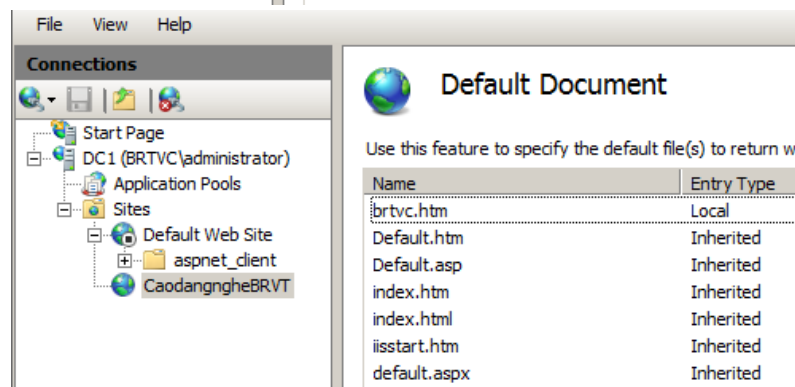 File View Help
Connections
Start Page
DC1 (BRTVC\administrator)
Application Pools
Sites
Default Web Site
aspnet_client
CaodangngheBRVT
Default Document
Use this feature to specify the default file(s) to return w
Name Entry Type
brtvc.htm Local
Default.htm Inherited
Default.asp Inherited
index.htm Inherited
index.html Inherited
iisstart.htm Inherited
default.aspx Inherited